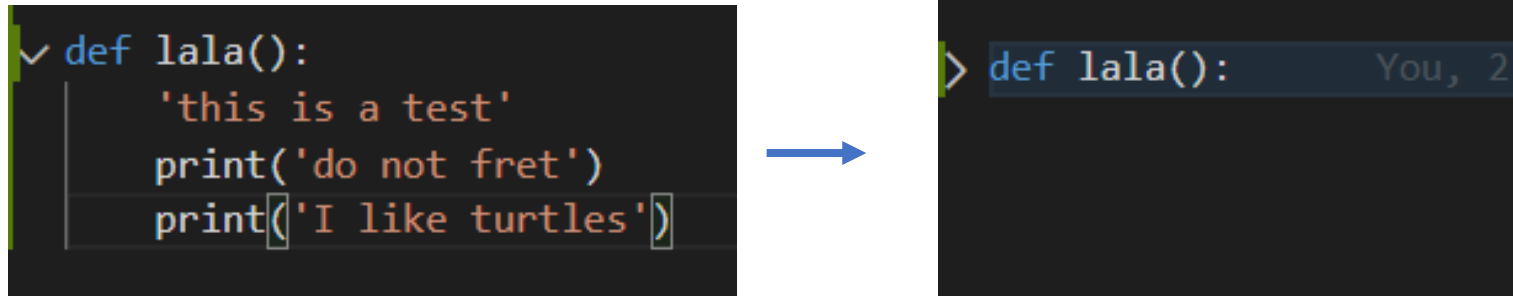 def lala():
'this is a test'
print('do not fret')
print('I like turtles')
def lala(): You, 2